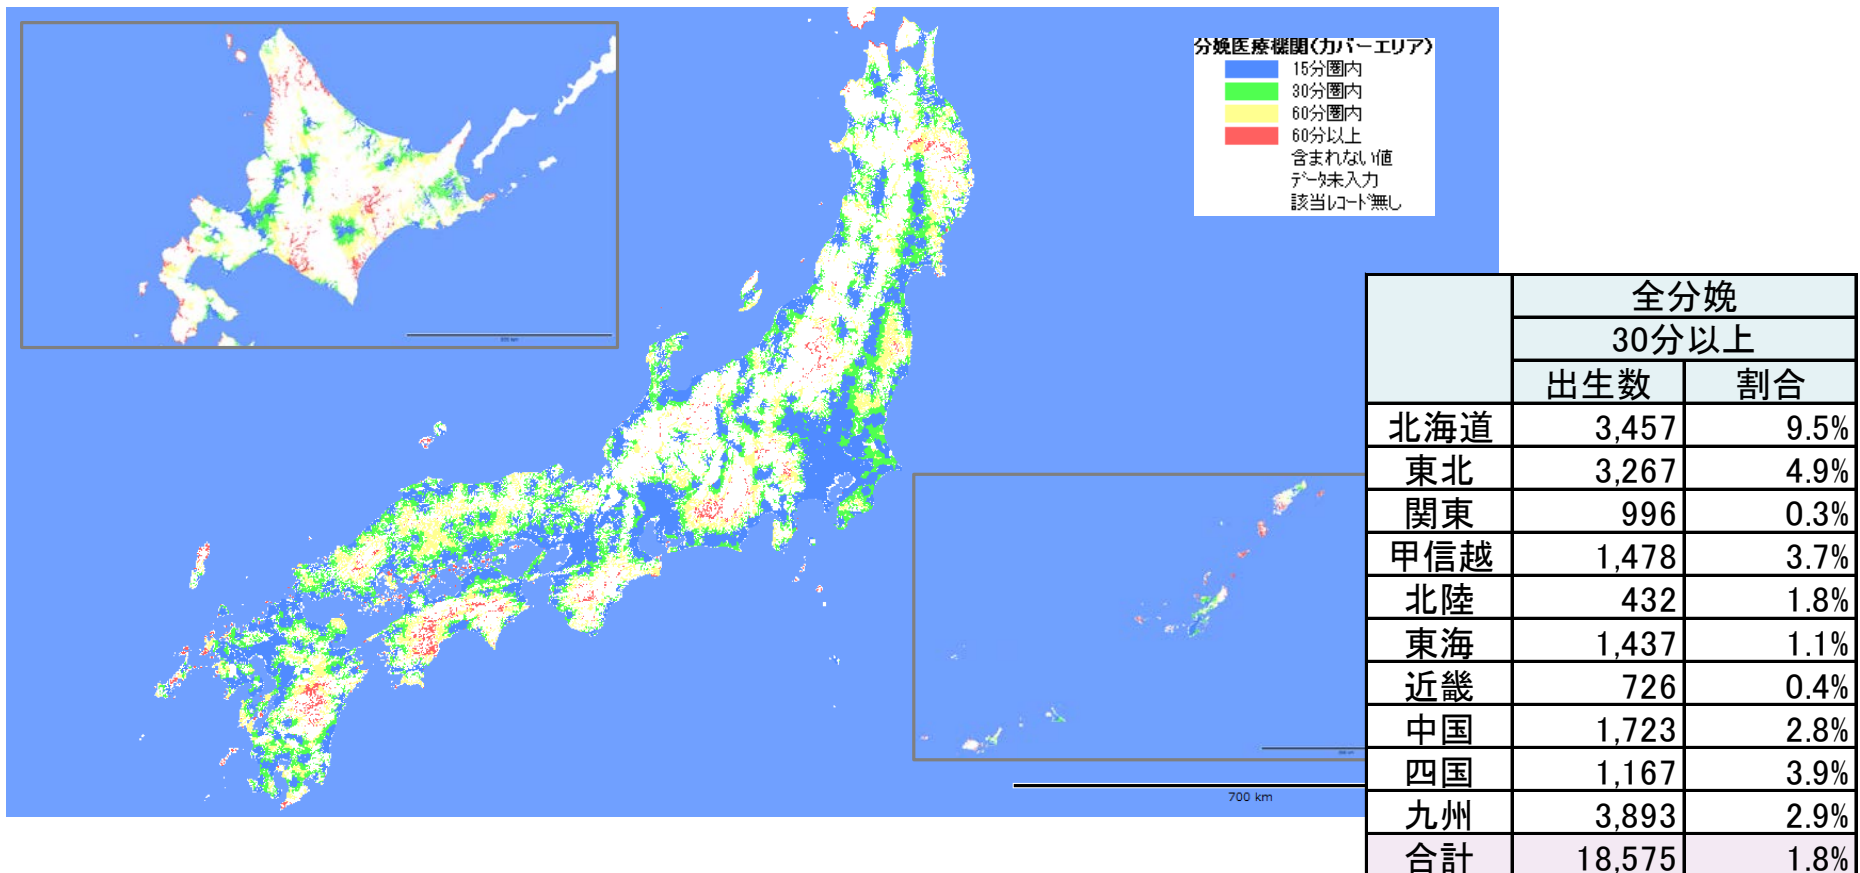 分娩医療機関(カバーエリア)
15分圏内
30分圏内
60分圏内
60分以上
含まれない値
データ未入力
該当レコード無し
700 km
全分娩
30分以上
出生数 割合
北海道 3,457 9.5%
東北 3,267 4.9%
関東 996 0.3%
甲信越 1,478 3.7%
北陸 432 1.8%
東海 1,437 1.1%
近畿 726 0.4%
中国 1,723 2.8%
四国 1,167 3.9%
九州 3,893 2.9%
合計 18,575 1.8%